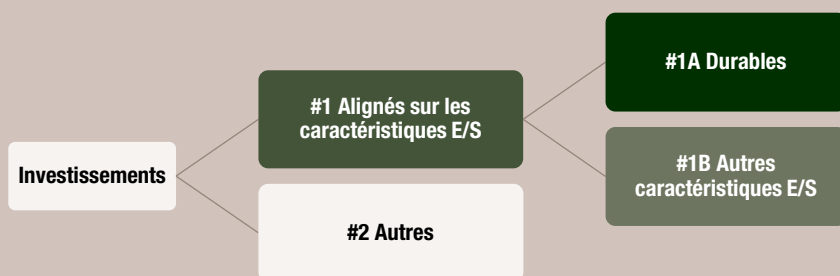 Investissements
#1 Alignés sur les
caractéristiques E/S
#2 Autres
#1A Durables
#1B Autres
caractéristiques E/S